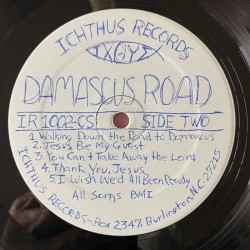 ICHTHUS RECORDS
ΙΧΘΥΣ
DAMASCUS ROAD
IR 1002-CS SIDE TWO
1. Walking Down the Road to Damascus
2. Jesus Be My Guest
3. You Can't Take Away the Lord
4. Thank You, Jesus
5. I Wish We'd All Been Ready
All Songs BMI
ICHTHUS RECORDS-Box 2347, Burlington N.C. 27215